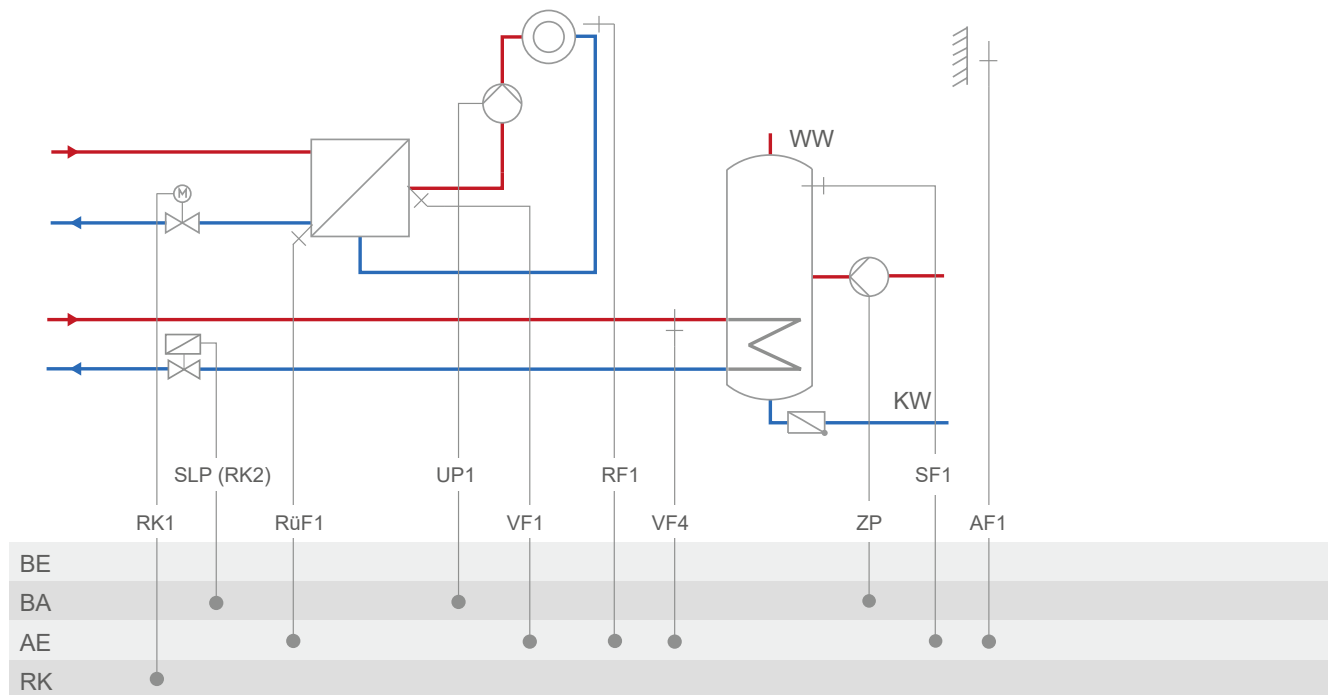 WW
M
KW
SLP (RK2) UP1 RF1 SF1
RK1 RüF1 VF1 VF4 ZP AF1
BE
BA
AE
RK